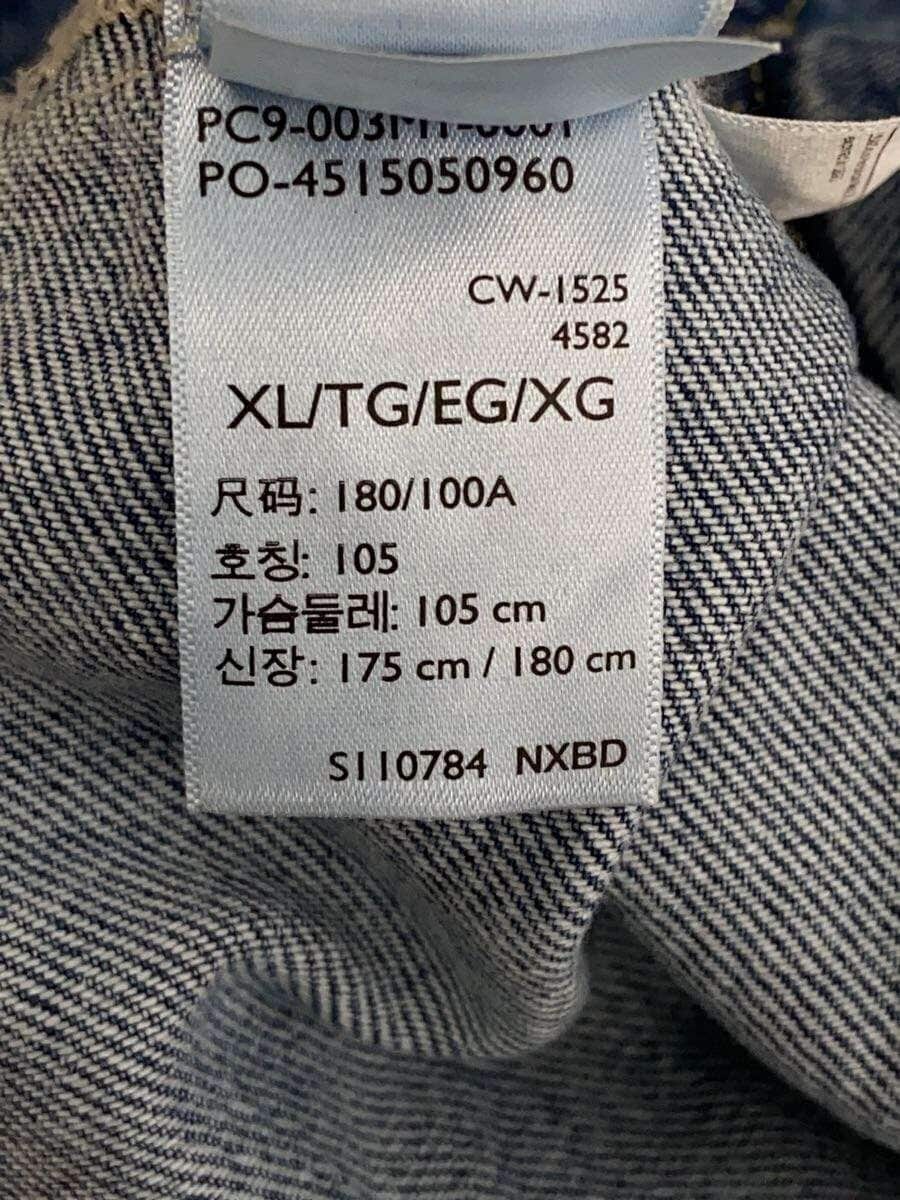 PO-4515050960
CW-1525
4582
XL/TG/EG/XG
尺码: 180/100A
호칭: 105
가슴둘레: 105 cm
신장: 175 cm / 180 cm
S110784 NXBD